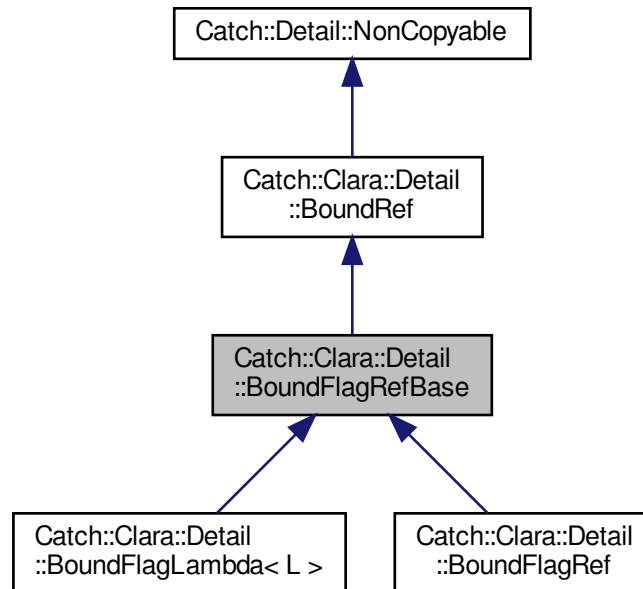 Catch::Detail::NonCopyable
Catch::Clara::Detail
::BoundRef
Catch::Clara::Detail
::BoundFlagRefBase
Catch::Clara::Detail
::BoundFlagLambda< L >
Catch::Clara::Detail
::BoundFlagRef